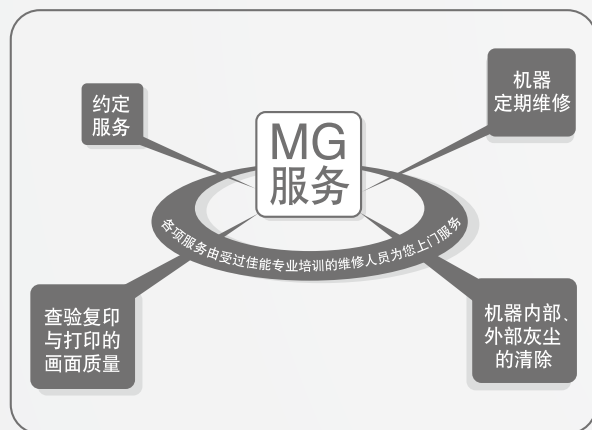 约定
服务
机器
定期维修
MG
服务
各项服务由受过佳能专业培训的维修人员为您上门服务
查验复印
与打印的
画面质量
机器内部、
外部灰尘
的清除